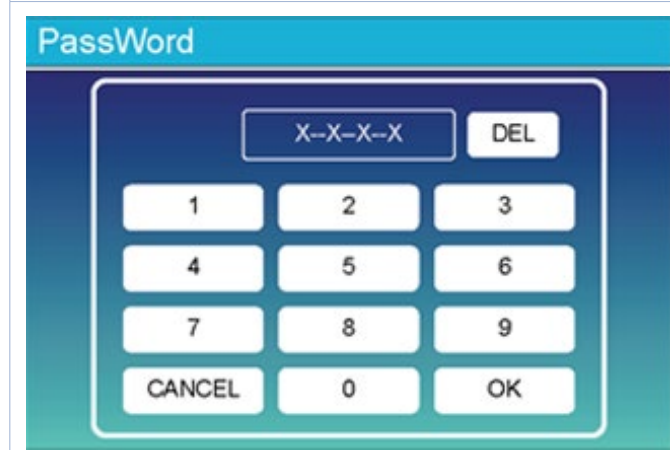 PassWord
X--X--X--X DEL
1 2 3
4 5 6
7 8 9
CANCEL 0 OK